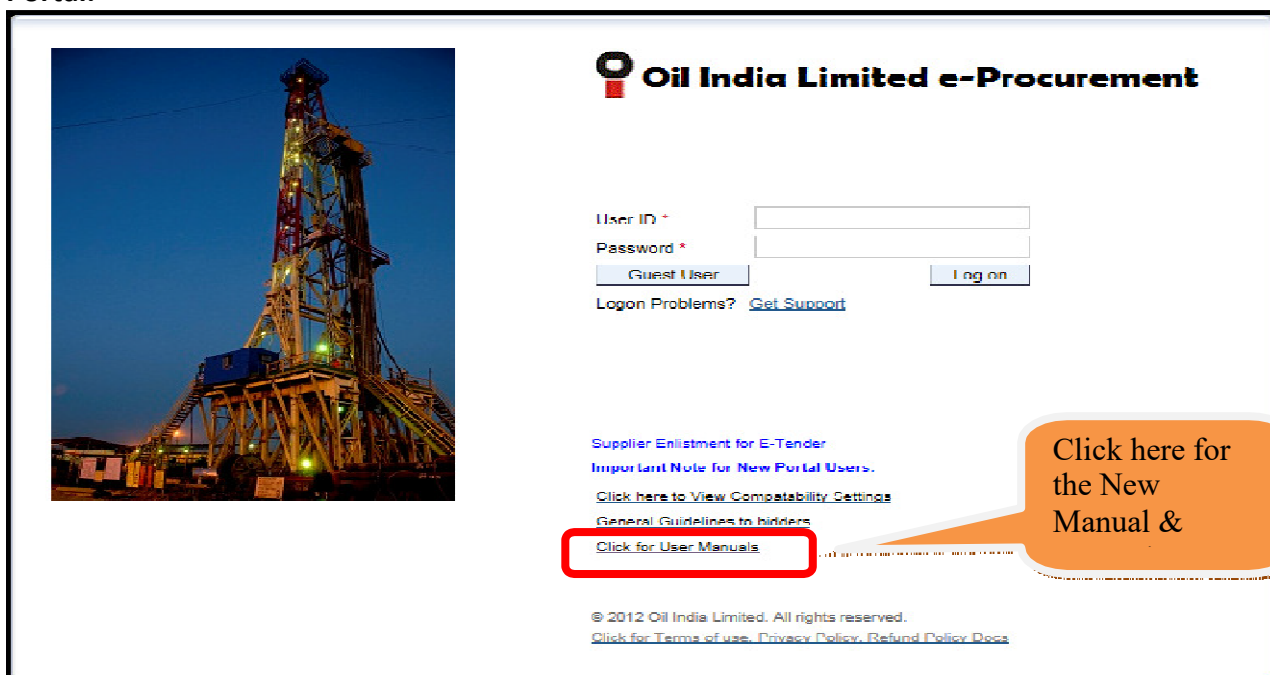 Oil India Limited e-Procurement
User ID *
Password *
Guest User Log on
Logon Problems? Get Support
Supplier Enlistment for E-Tender
Important Note for New Portal Users.
Click here to View Compatability Settings
General Guidelines to bidders
Click for User Manuals
Click here for
the New
Manual &
© 2012 Oil India Limited. All rights reserved.
Click for Terms of use, Privacy Policy, Refund Policy Docs